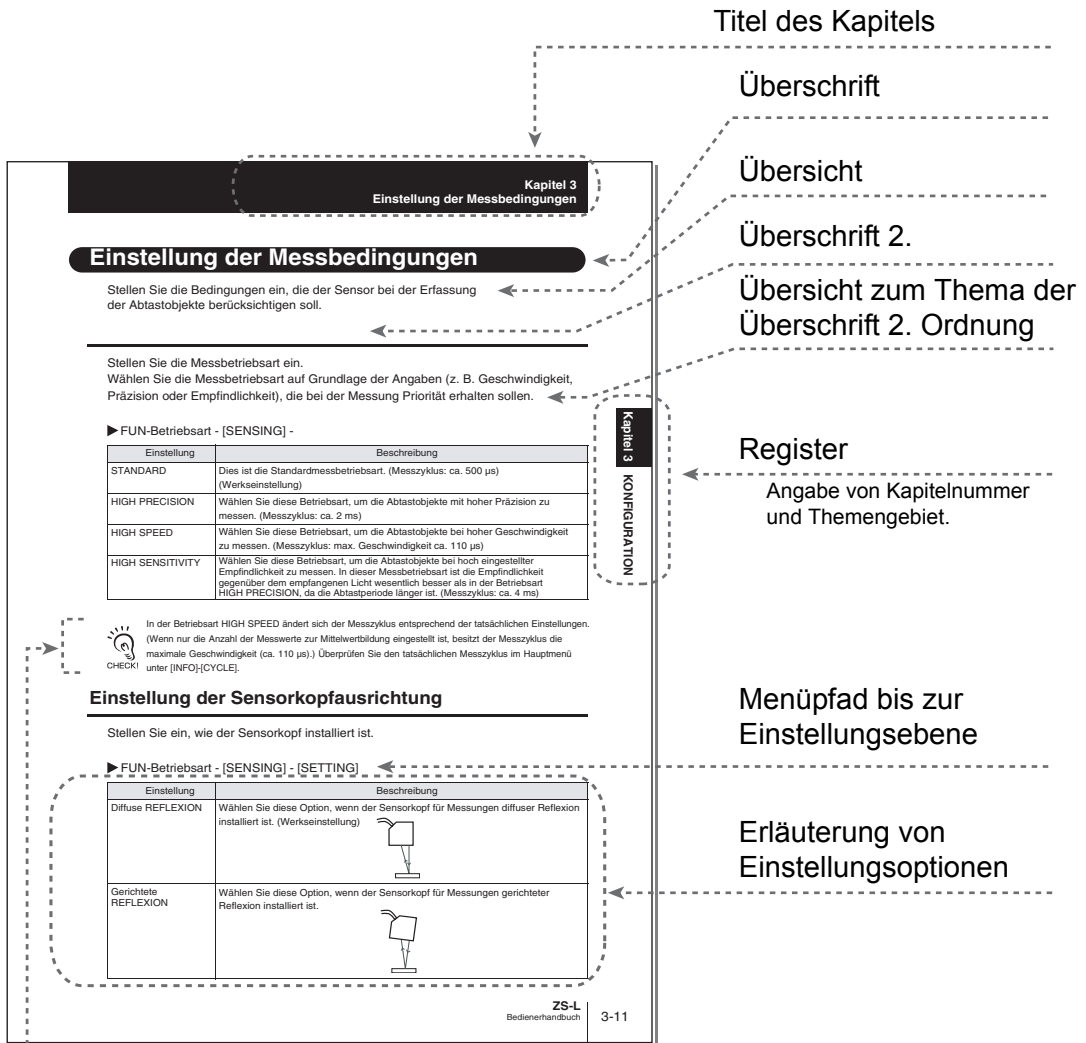 Titel des Kapitels
Überschrift
Übersicht
Überschrift 2.
Übersicht zum Thema der
Überschrift 2. Ordnung
Register
Angabe von Kapitelnummer
und Themengebiet.
Menüpfad bis zur
Einstellungsebene
Erläuterung von
Einstellungsoptionen
Kapitel 3
Einstellung der Messbedingungen
Einstellung der Messbedingungen
Stellen Sie die Bedingungen ein, die der Sensor bei der Erfassung
der Abtastobjekte berücksichtigen soll.
Stellen Sie die Messbetriebsart ein.
Wählen Sie die Messbetriebsart auf Grundlage der Angaben (z. B. Geschwindigkeit,
Präzision oder Empfindlichkeit), die bei der Messung Priorität erhalten sollen.
▶FUN-Betriebsart - [SENSING] -
Einstellung Beschreibung
STANDARD Dies ist die Standardmessbetriebsart. (Messzyklus: ca. 500 µs)
(Werkseinstellung)
HIGH PRECISION Wählen Sie diese Betriebsart, um die Abtastobjekte mit hoher Präzision zu
messen. (Messzyklus: ca. 2 ms)
HIGH SPEED Wählen Sie diese Betriebsart, um die Abtastobjekte bei hoher Geschwindigkeit
zu messen. (Messzyklus: max. Geschwindigkeit ca. 110 µs)
HIGH SENSITIVITY Wählen Sie diese Betriebsart, um die Abtastobjekte bei hoch eingestellter
Empfindlichkeit zu messen. In dieser Messbetriebsart ist die Empfindlichkeit
gegenüber dem empfangenen Licht wesentlich besser als in der Betriebsart
HIGH PRECISION, da die Abtastperiode länger ist. (Messzyklus: ca. 4 ms)
Kapitel 3 KONFIGURATION
In der Betriebsart HIGH SPEED ändert sich der Messzyklus entsprechend der tatsächlichen Einstellungen.
(Wenn nur die Anzahl der Messwerte zur Mittelwertbildung eingestellt ist, besitzt der Messzyklus die
maximale Geschwindigkeit (ca. 110 µs).) Überprüfen Sie den tatsächlichen Messzyklus im Hauptmenü
CHECK! unter [INFO]-[CYCLE].
Einstellung der Sensorkopfausrichtung
Stellen Sie ein, wie der Sensorkopf installiert ist.
▶FUN-Betriebsart - [SENSING] - [SETTING]
Einstellung Beschreibung
Diffuse REFLEXION Wählen Sie diese Option, wenn der Sensorkopf für Messungen diffuser Reflexion
installiert ist. (Werkseinstellung)
Gerichtete Wählen Sie diese Option, wenn der Sensorkopf für Messungen gerichteter
REFLEXION Reflexion installiert ist.
ZS-L
Bedienerhandbuch 3-11